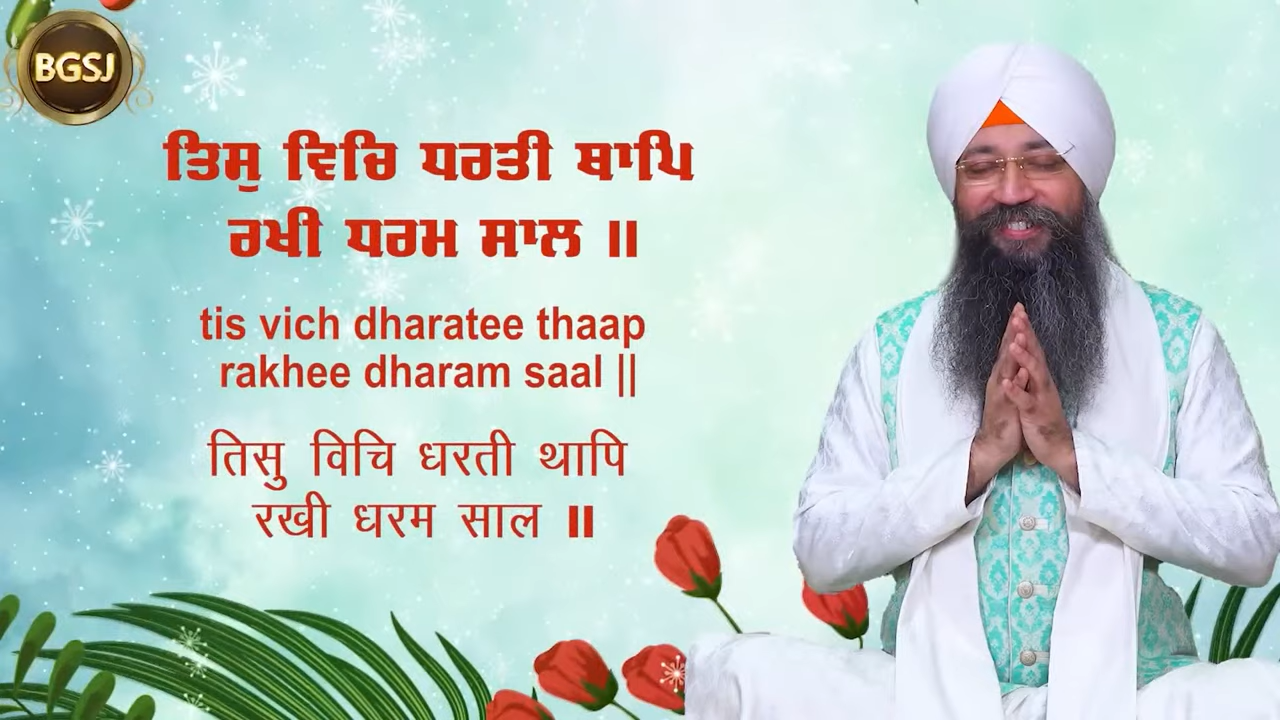 BGSJ
ਤਿਸੁ ਵਿਚਿ ਧਰਤੀ ਥਾਪਿ
ਰਖੀ ਧਰਮ ਸਾਲ ॥
tis vich dharatee thaap
rakhee dharam saal ||
तिसु विचि धरती थापि
रखी धरम साल ॥